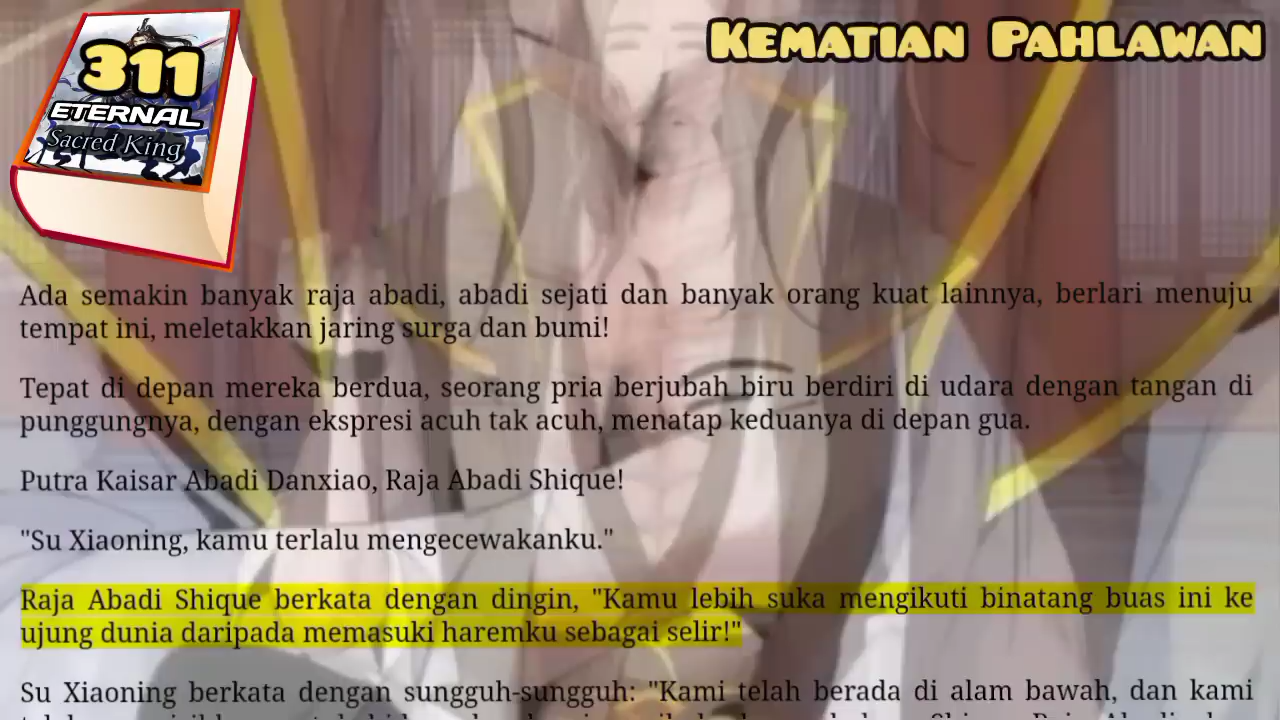 311
ETERNAL
Sacred King
KEMATIAN PAHLAWAN
Ada semakin banyak raja abadi, abadi sejati dan banyak orang kuat lainnya, berlari menuju
tempat ini, meletakkan jaring surga dan bumi!
Tepat di depan mereka berdua, seorang pria berjubah biru berdiri di udara dengan tangan di
punggungnya, dengan ekspresi acuh tak acuh, menatap keduanya di depan gua.
Putra Kaisar Abadi Danxiao, Raja Abadi Shique!
"Su Xiaoning, kamu terlalu mengecewakanku."
Raja Abadi Shique berkata dengan dingin, "Kamu lebih suka mengikuti binatang buas ini ke
ujung dunia daripada memasuki haremku sebagai selir!"
Su Xiaoning berkata dengan sungguh-sungguh: "Kami telah berada di alam bawah, dan kami